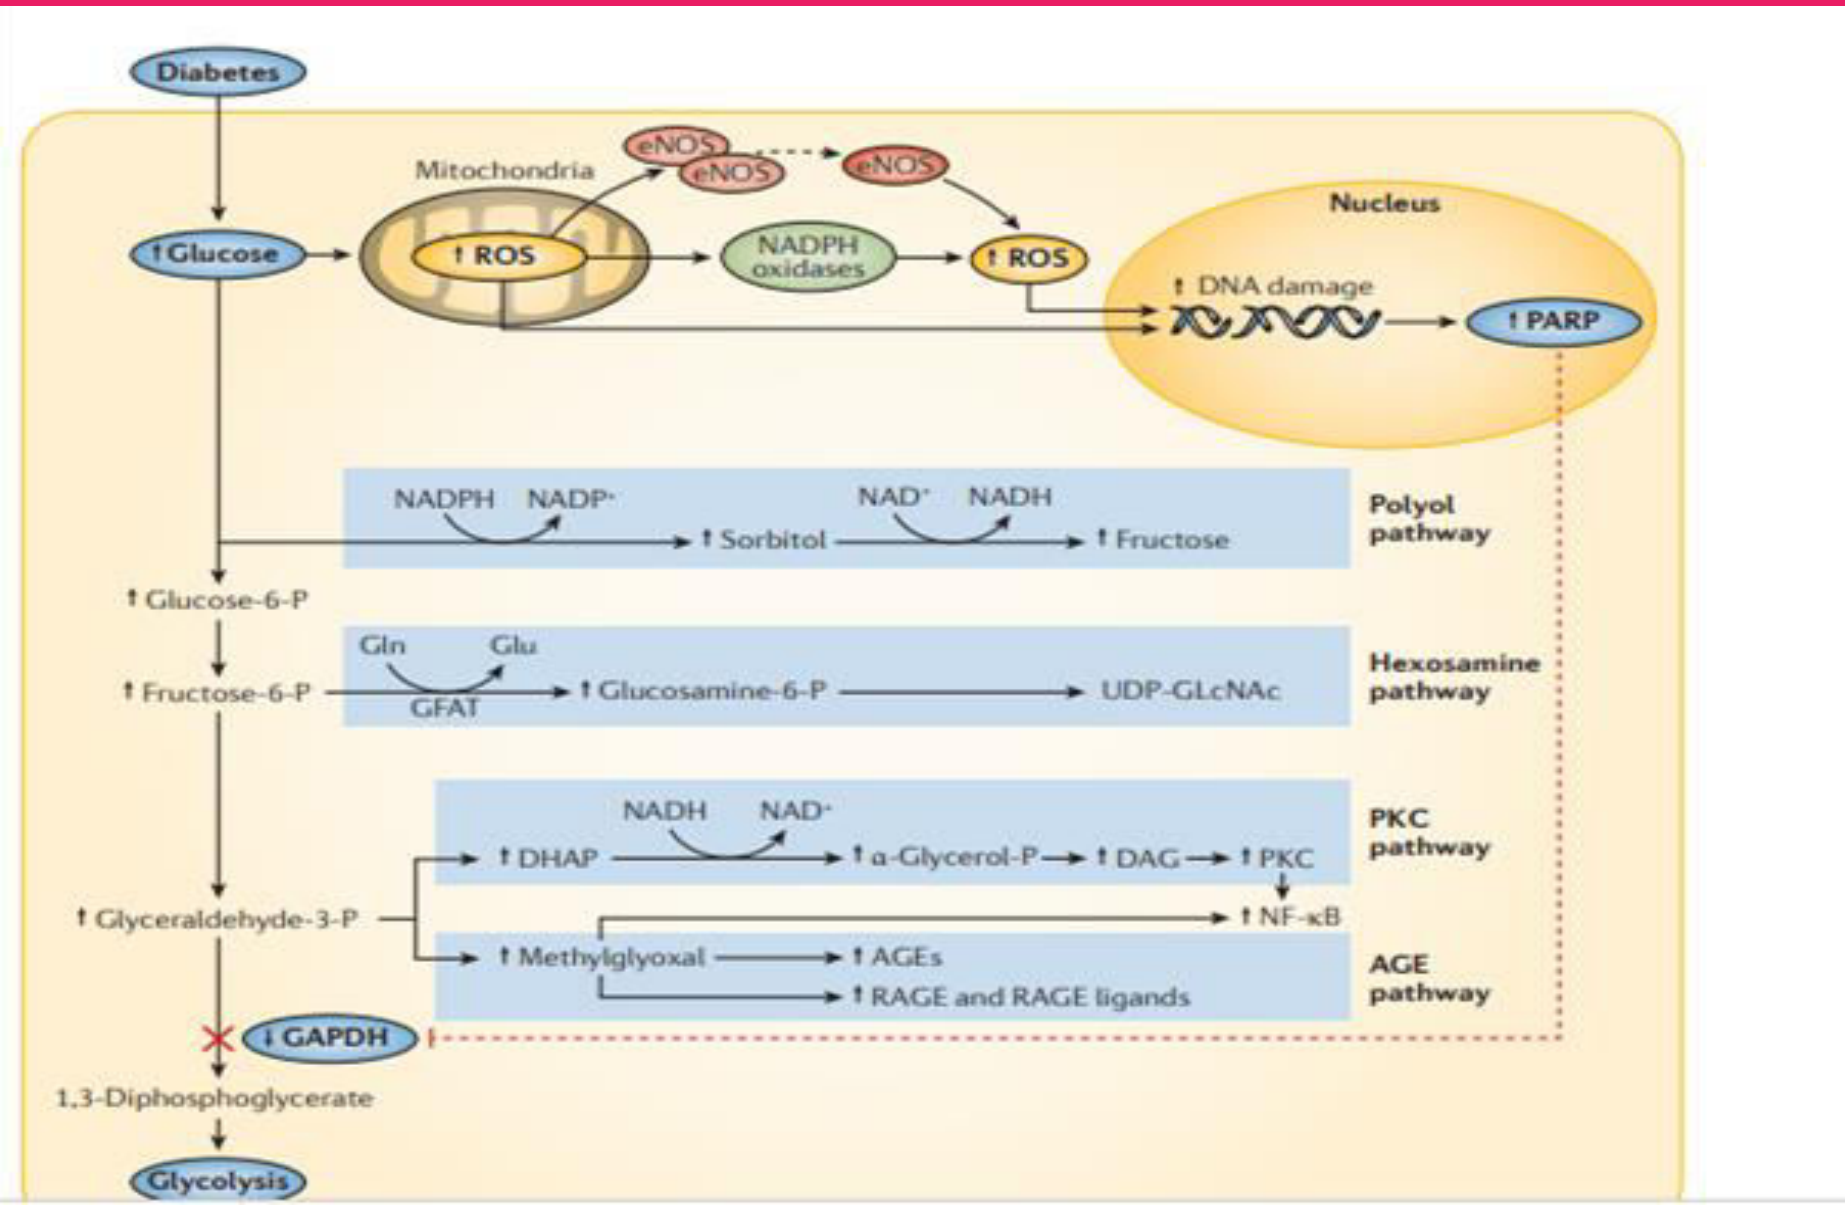 Diabetes
eNOS
eNOS
eNOS
Mitochondria
Nucleus
↑ Glucose
↑ ROS
NADPH
oxidases
↑ ROS
↑ DNA damage
↑ PARP
NADPH NADP⁺
NAD⁺ NADH
↑ Sorbitol
↑ Fructose
Polyol
pathway
↑ Glucose-6-P
Gln Glu
↑ Fructose-6-P
GFAT
↑ Glucosamine-6-P
UDP-GLcNAc
Hexosamine
pathway
NADH NAD⁺
↑ DHAP
↑ α-Glycerol-P
↑ DAG
↑ PKC
PKC
pathway
↑ Glyceraldehyde-3-P
↑ NF-κB
↑ Methylglyoxal
↑ AGEs
↑ RAGE and RAGE ligands
AGE
pathway
↓ GAPDH
1,3-Diphosphoglycerate
Glycolysis